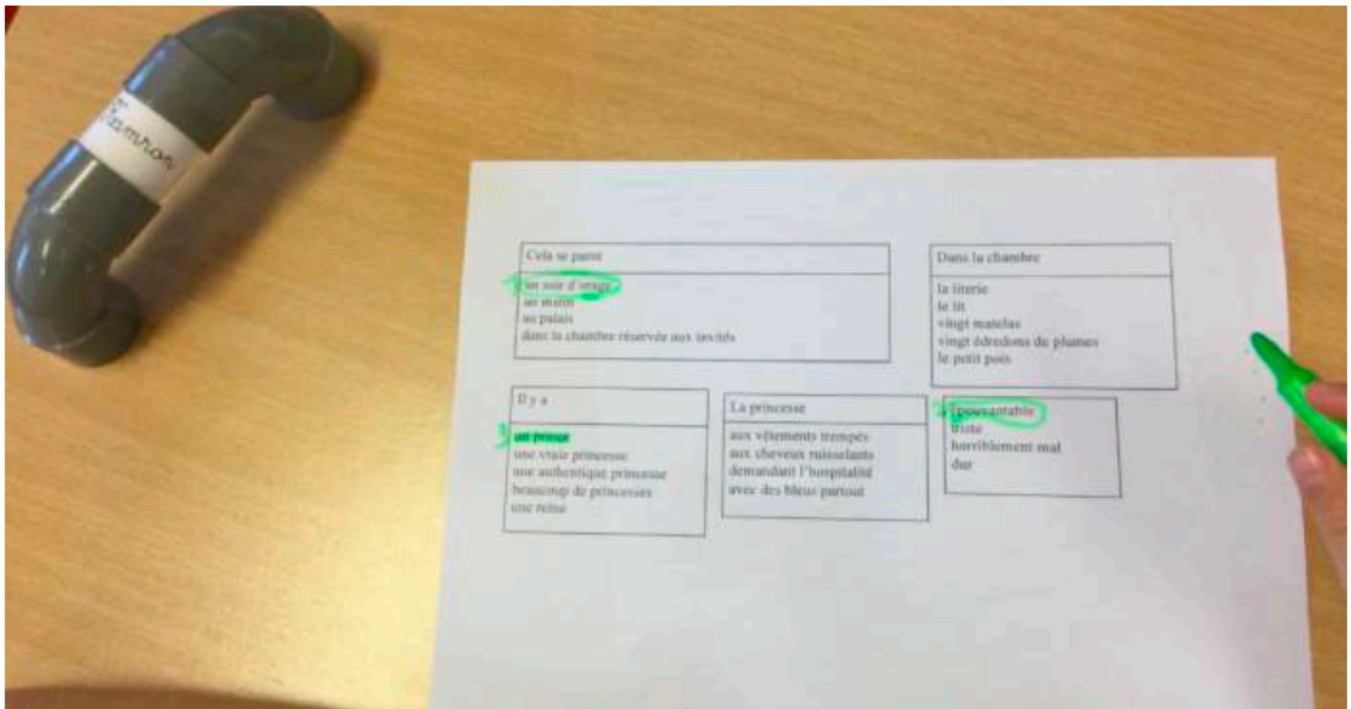 Cela se passe
un soir d'orage
un matin
au palais
dans la chambre réservée aux invités
Dans la chambre
la literie
le lit
vingt matelas
vingt édredons de plumes
le petit pois
Il y a
3
un prince
une vraie princesse
une authentique princesse
beaucoup de princesses
une reine
La princesse
aux vêtements trempés
aux cheveux ruisselants
demandant l'hospitalité
avec des bleus partout
2
épouvantable
triste
horriblement mal
dur